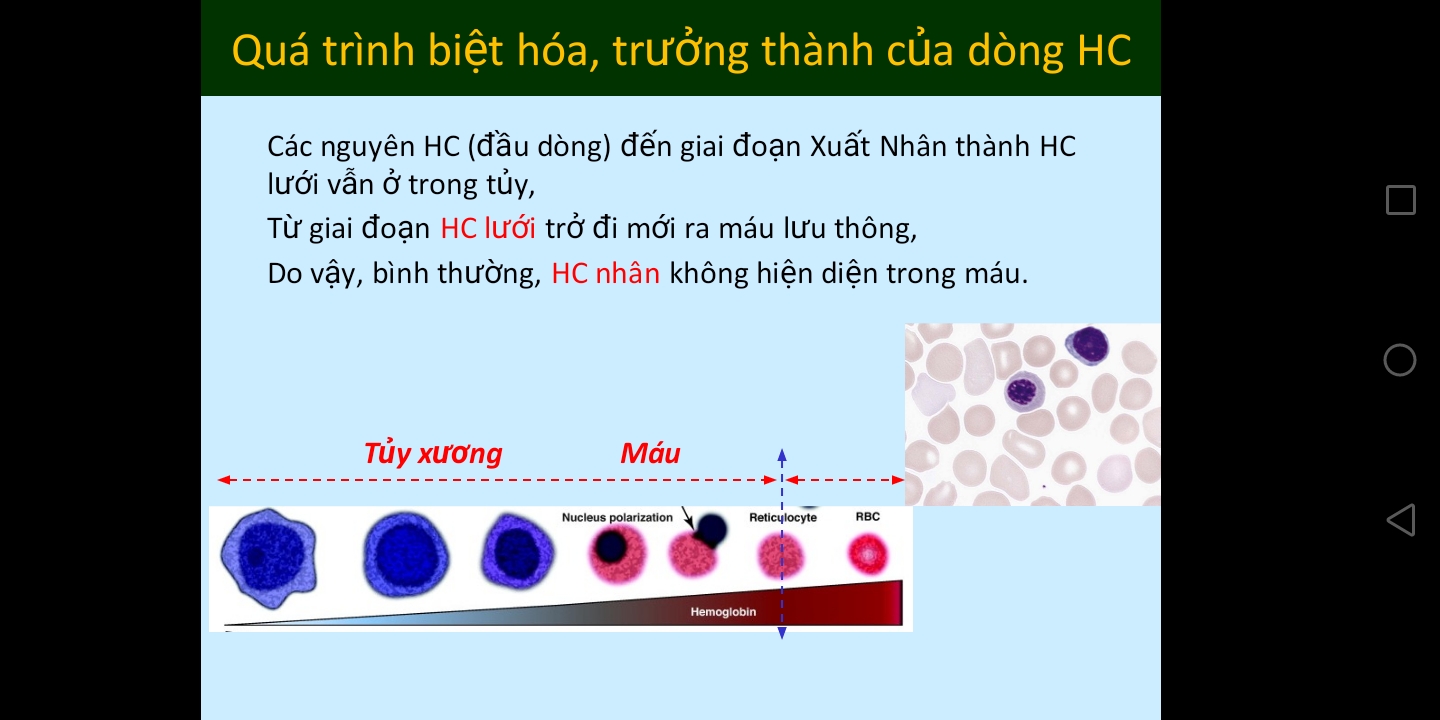 Quá trình biệt hóa, trưởng thành của dòng HC
Các nguyên HC (đầu dòng) đến giai đoạn Xuất Nhân thành HC
lưới vẫn ở trong tủy,
Từ giai đoạn HC lưới trở đi mới ra máu lưu thông,
Do vậy, bình thường, HC nhân không hiện diện trong máu.
Tủy xương Máu
Nucleus polarization Reticulocyte RBC
Hemoglobin